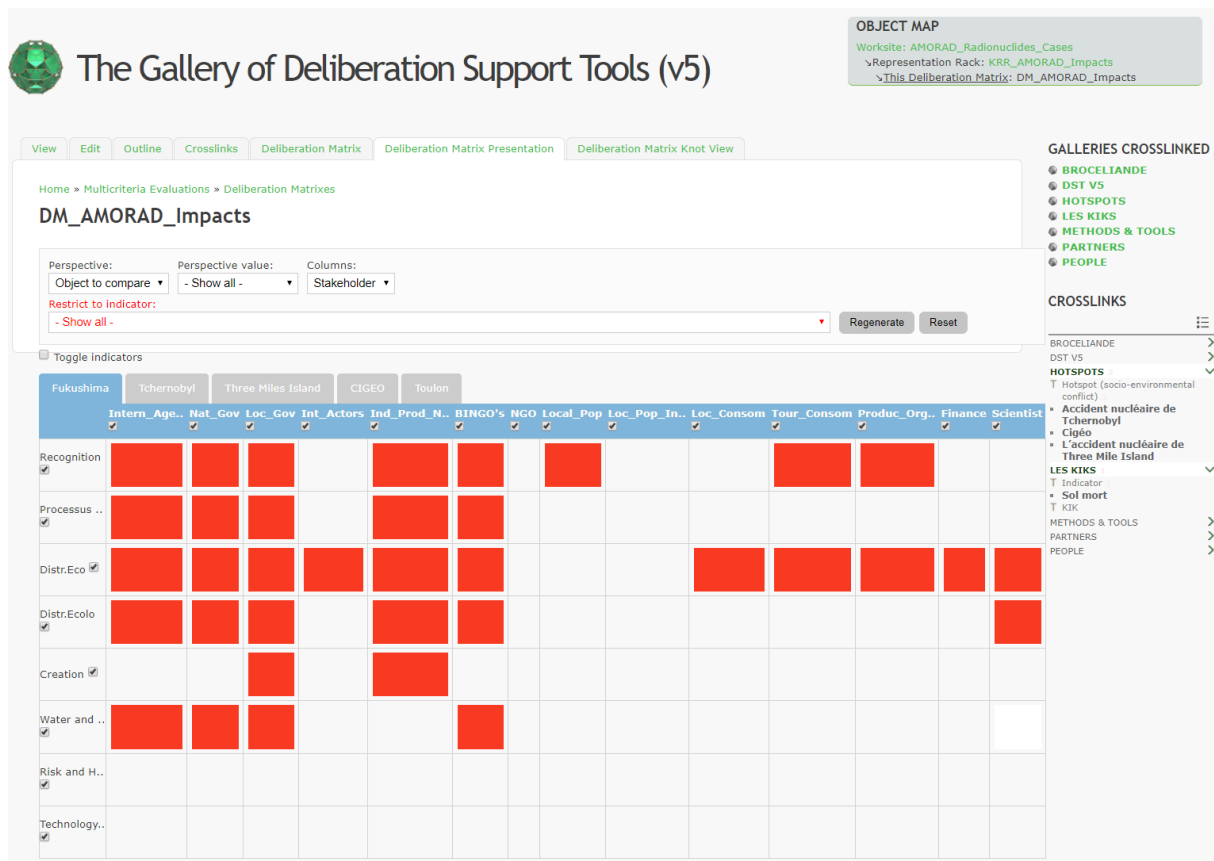 The Gallery of Deliberation Support Tools (v5)
OBJECT MAP
Worksite: AMORAD_Radionuclides_Cases
↘Representation Rack: KRR_AMORAD_Impacts
↘This Deliberation Matrix: DM_AMORAD_Impacts
View Edit Outline Crosslinks Deliberation Matrix Deliberation Matrix Presentation Deliberation Matrix Knot View
Home » Multicriteria Evaluations » Deliberation Matrixes
DM_AMORAD_Impacts
Perspective: Perspective value: Columns:
Object to compare - Show all - Stakeholder
Restrict to indicator:
- Show all - Regenerate Reset
Toggle indicators
Fukushima Tchernobyl Three Miles Island CIGEO Toulon
Intern_Age.. Nat_Gov Loc_Gov Int_Actors Ind_Prod_N.. BINGO's NGO Local_Pop Loc_Pop_In.. Loc_Consom Tour_Consom Produc_Org.. Finance Scientist
Recognition
Processus ..
Distr.Eco
Distr.Ecolo
Creation
Water and ..
Risk and H..
Technology..
GALLERIES CROSSLINKED
BROCELIANDE
DST V5
HOTSPOTS
LES KIKS
METHODS & TOOLS
PARTNERS
PEOPLE
CROSSLINKS
BROCELIANDE
DST V5
HOTSPOTS
T Hotspot (socio-environmental
conflict)
Accident nucléaire de
Tchernobyl
Cigéo
L'accident nucléaire de
Three Mile Island
LES KIKS
T Indicator
Sol mort
T KIK
METHODS & TOOLS
PARTNERS
PEOPLE